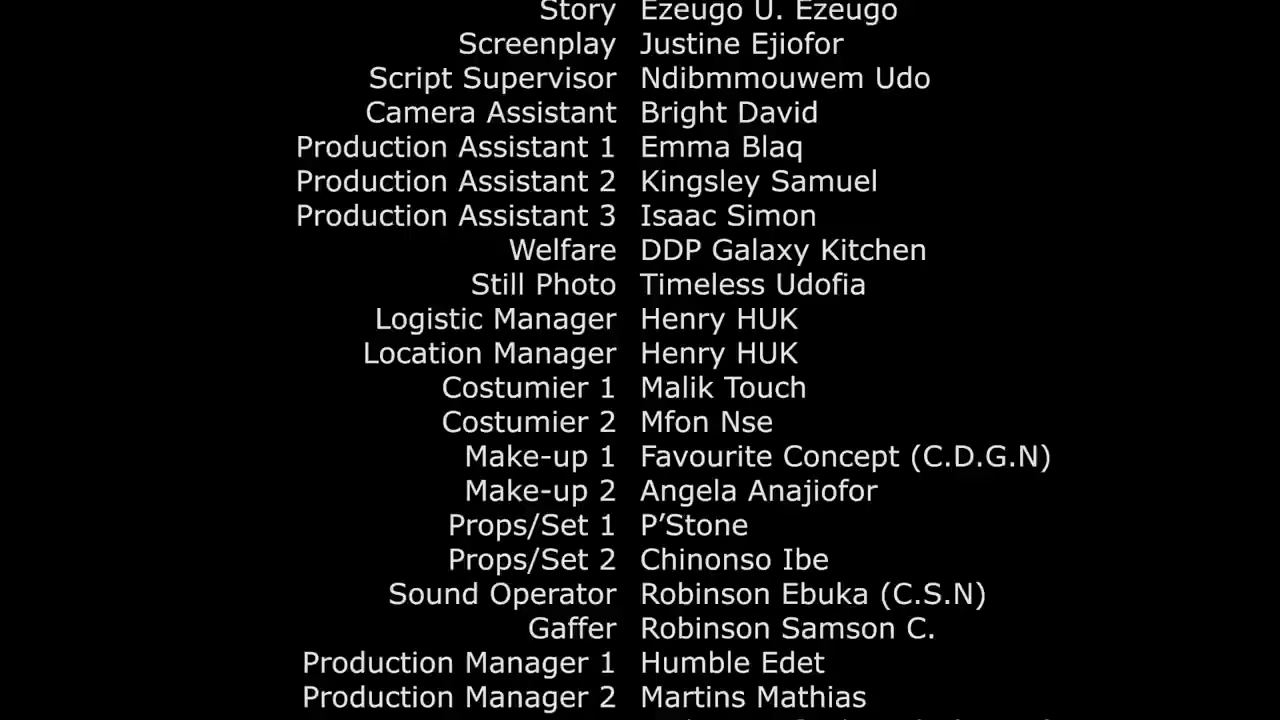 Story Ezeugo U. Ezeugo
Screenplay Justine Ejiofor
Script Supervisor Ndibmmouwem Udo
Camera Assistant Bright David
Production Assistant 1 Emma Blaq
Production Assistant 2 Kingsley Samuel
Production Assistant 3 Isaac Simon
Welfare DDP Galaxy Kitchen
Still Photo Timeless Udofia
Logistic Manager Henry HUK
Location Manager Henry HUK
Costumier 1 Malik Touch
Costumier 2 Mfon Nse
Make-up 1 Favourite Concept (C.D.G.N)
Make-up 2 Angela Anajiofor
Props/Set 1 P’Stone
Props/Set 2 Chinonso Ibe
Sound Operator Robinson Ebuka (C.S.N)
Gaffer Robinson Samson C.
Production Manager 1 Humble Edet
Production Manager 2 Martins Mathias